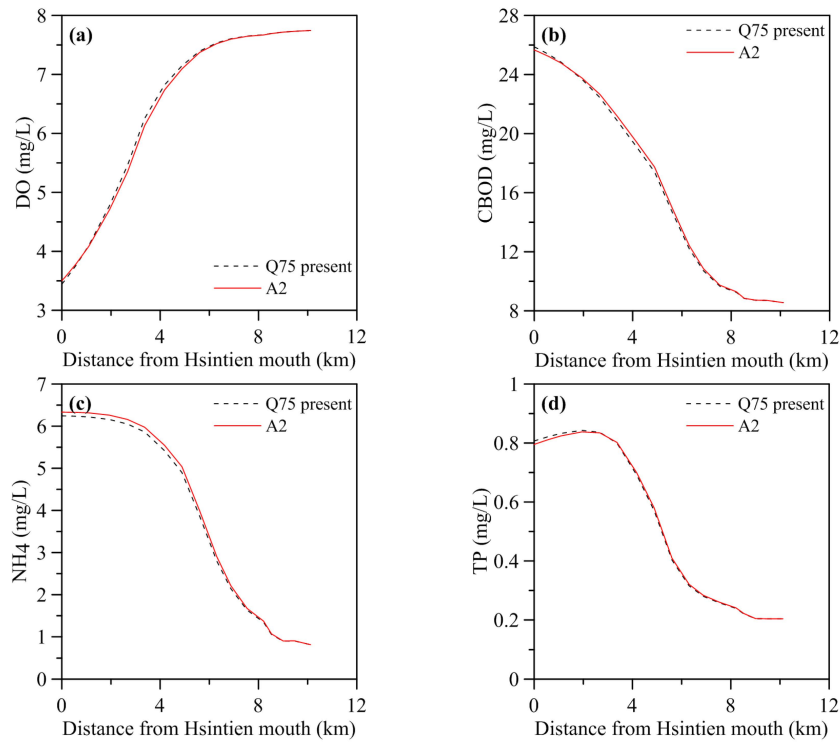 (a)
8
7
6
5
4
3
DO (mg/L)
Q75 present
A2
0
4
8
12
Distance from Hsintien mouth (km)
(b)
28
24
20
16
12
8
CBOD (mg/L)
Q75 present
A2
0
4
8
12
Distance from Hsintien mouth (km)
(c)
7
6
5
4
3
2
1
0
NH4 (mg/L)
Q75 present
A2
0
4
8
12
Distance from Hsintien mouth (km)
(d)
1
0.8
0.6
0.4
0.2
0
TP (mg/L)
Q75 present
A2
0
4
8
12
Distance from Hsintien mouth (km)